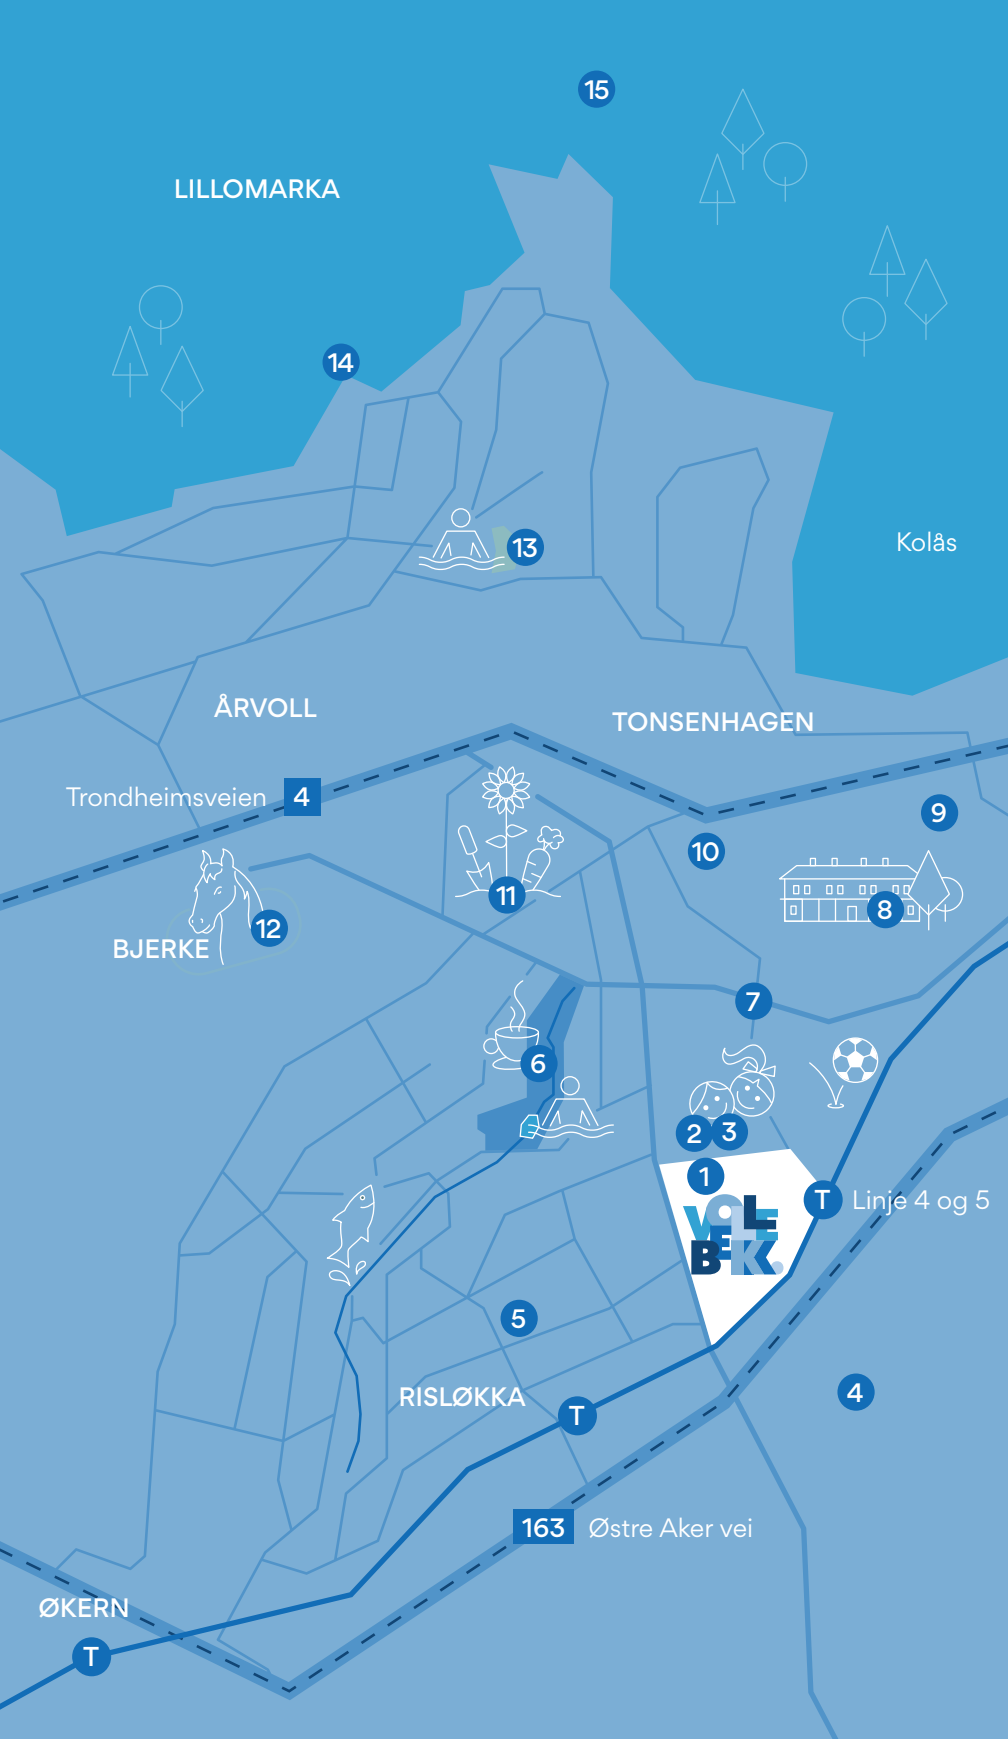 15
LILLOMARKA
14
13
Kolås
ÅRVOLL
TONSENHAGEN
Trondheimsveien 4
9
10
11
8
12
BJERKE
7
6
2 3
1
VOLLEBEKK.
T Linje 4 og 5
5
4
RISLØKKA
T
163 Østre Aker vei
ØKERN
T